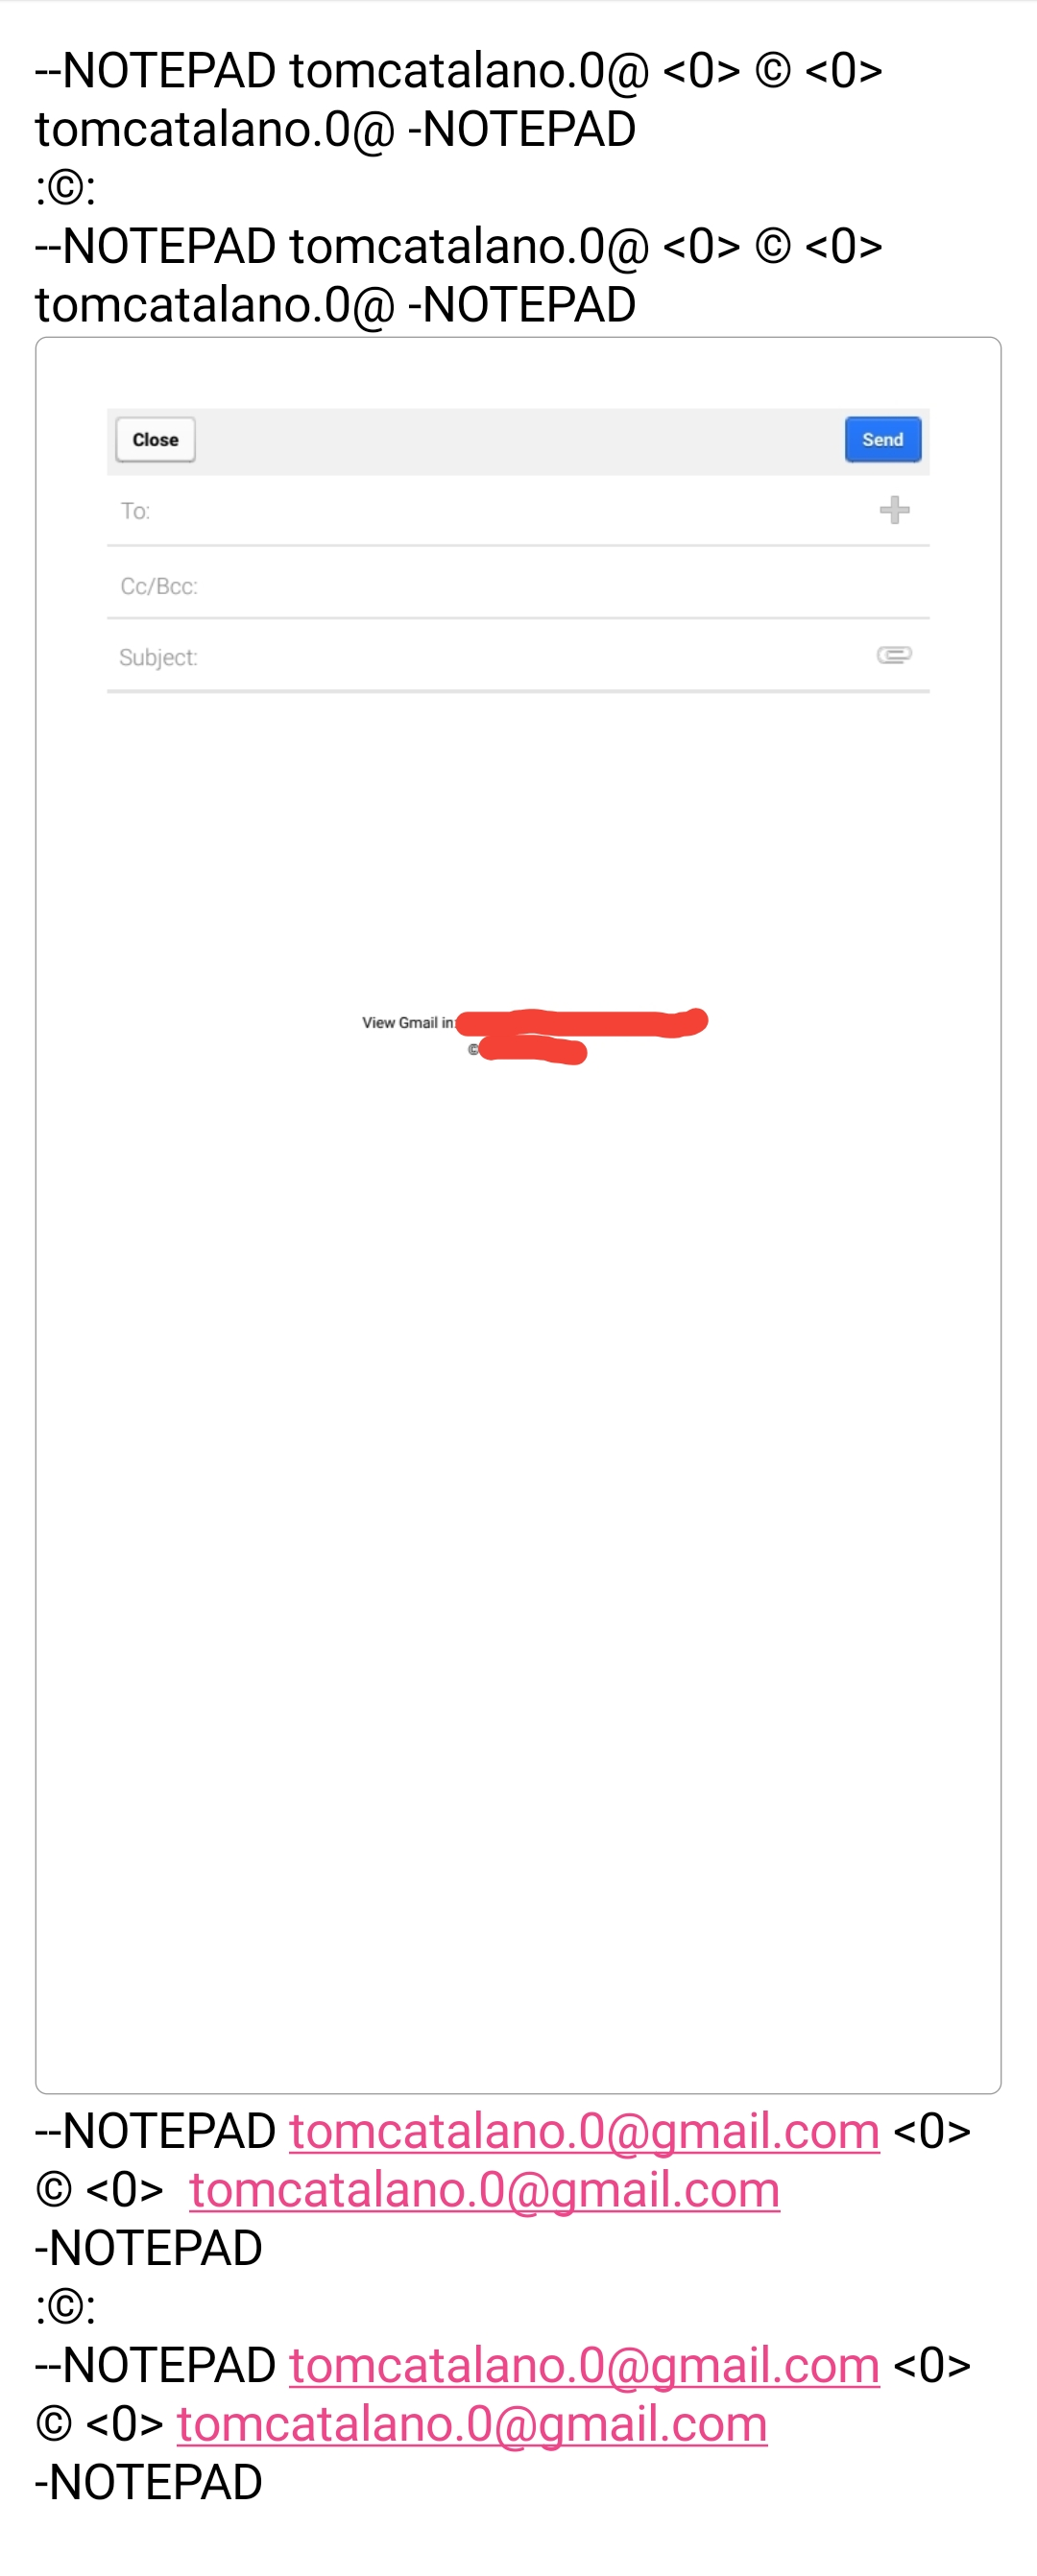 --NOTEPAD tomcatalano.0@ <0> © <0>
tomcatalano.0@ -NOTEPAD
:©:
--NOTEPAD tomcatalano.0@ <0> © <0>
tomcatalano.0@ -NOTEPAD
Close Send
To:
Cc/Bcc:
Subject:
View Gmail in:
©
--NOTEPAD tomcatalano.0@gmail.com <0>
© <0> tomcatalano.0@gmail.com
-NOTEPAD
:©:
--NOTEPAD tomcatalano.0@gmail.com <0>
© <0> tomcatalano.0@gmail.com
-NOTEPAD